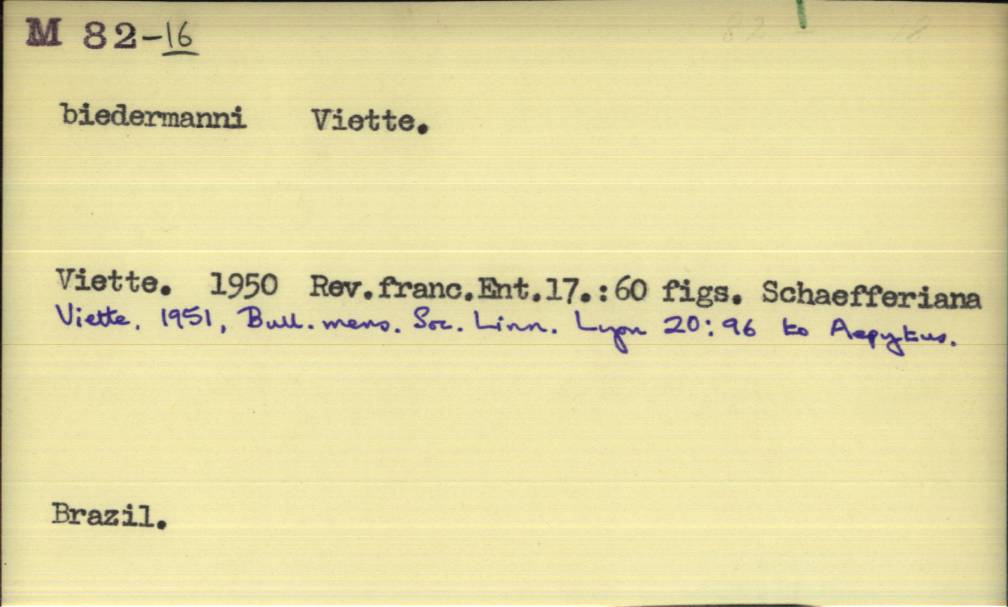 M 82-16
biedermanni Viette.
Viette. 1950 Rev.franc.Ent.17.:60 figs. Schaefferiana
Viette, 1951, Bull. mens. Soc. Linn. Lyon 20:96 to Aepytus.
Brazil.